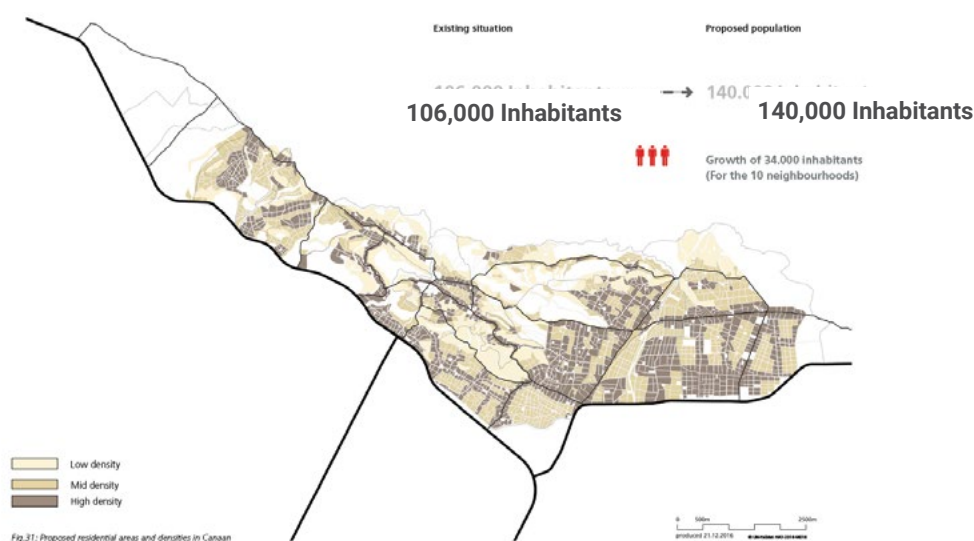 Existing situation
Proposed population
106,000 Inhabitants
140,000 Inhabitants
Growth of 34.000 inhabitants
(For the 10 neighbourhoods)
Low density
Mid density
High density
0 500m 2500m
produced 21.12.2016
Fig.31: Proposed residential areas and densities in Canaan